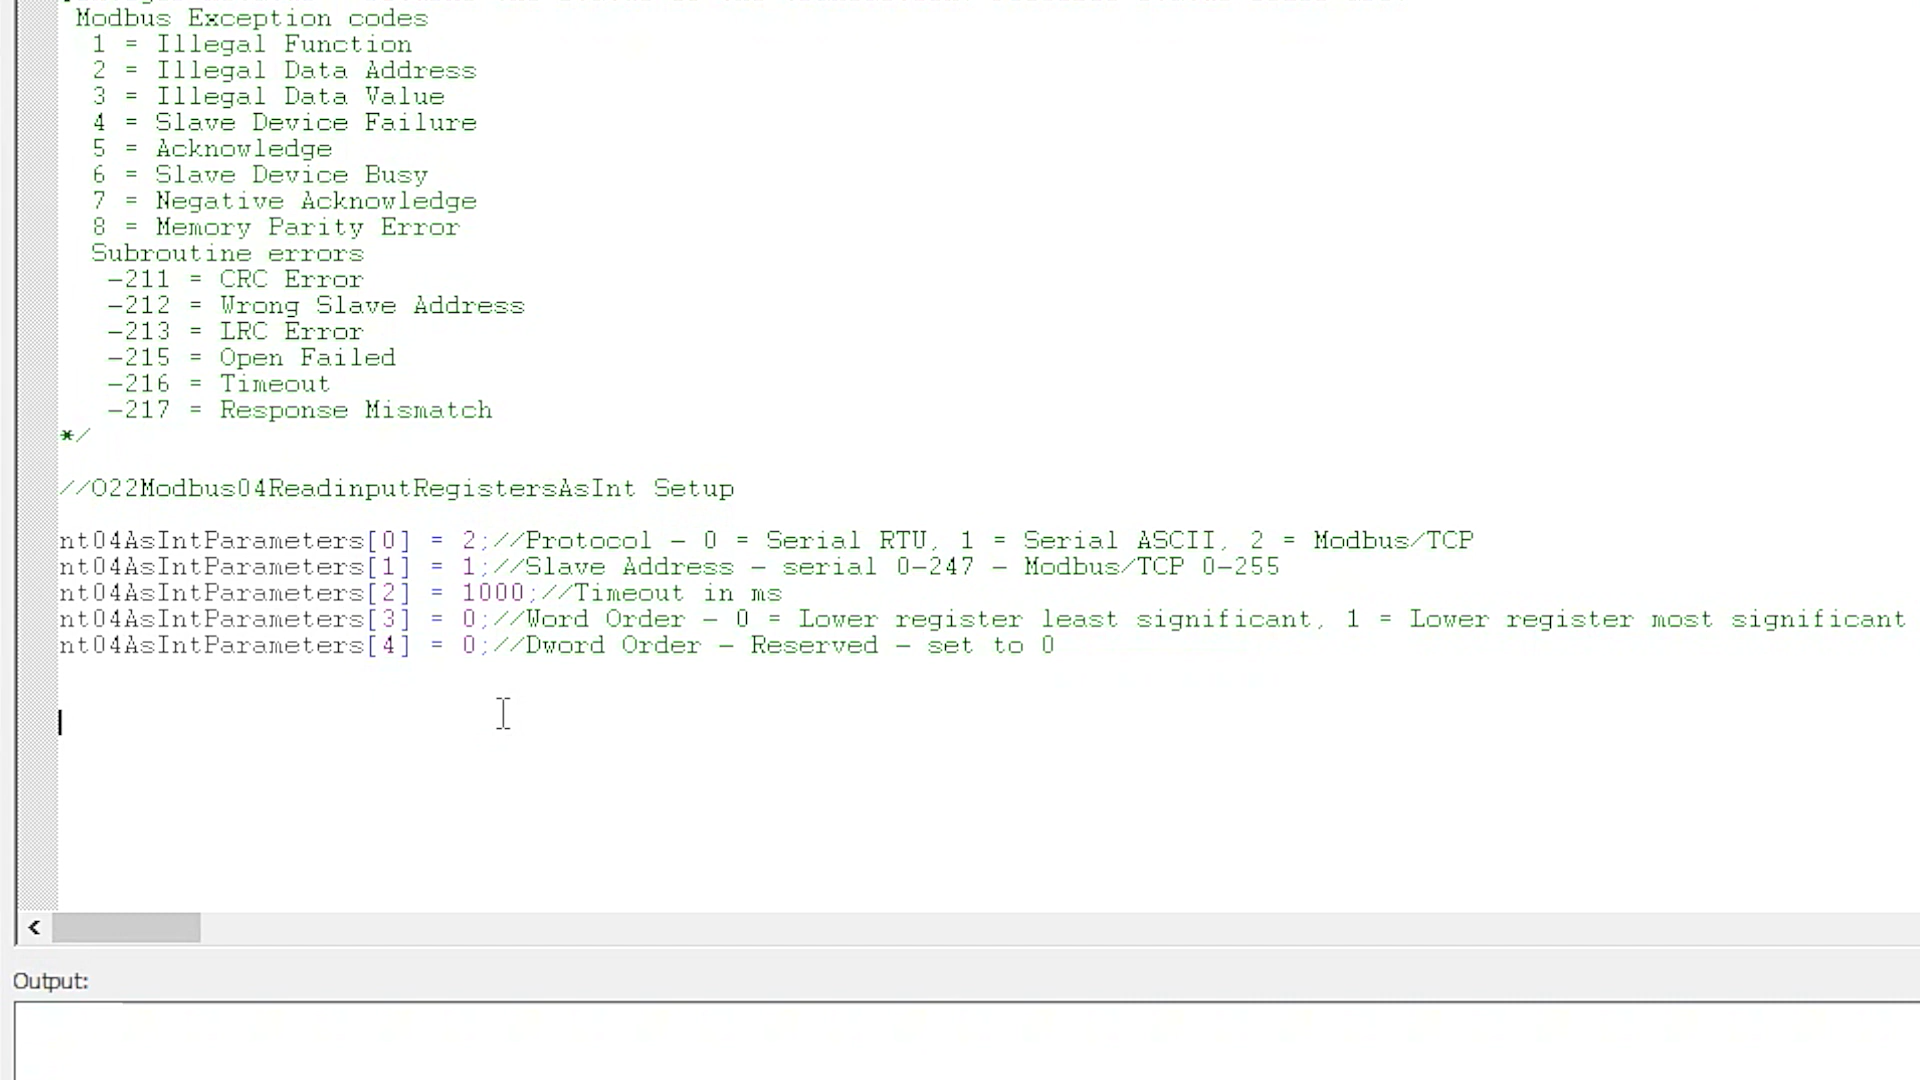 Modbus Exception codes
1 = Illegal Function
2 = Illegal Data Address
3 = Illegal Data Value
4 = Slave Device Failure
5 = Acknowledge
6 = Slave Device Busy
7 = Negative Acknowledge
8 = Memory Parity Error
Subroutine errors
-211 = CRC Error
-212 = Wrong Slave Address
-213 = LRC Error
-215 = Open Failed
-216 = Timeout
-217 = Response Mismatch
*/
//O22Modbus04ReadinputRegistersAsInt Setup
nt04AsIntParameters[0] = 2;//Protocol - 0 = Serial RTU, 1 = Serial ASCII, 2 = Modbus/TCP
nt04AsIntParameters[1] = 1;//Slave Address - serial 0-247 - Modbus/TCP 0-255
nt04AsIntParameters[2] = 1000;//Timeout in ms
nt04AsIntParameters[3] = 0;//Word Order - 0 = Lower register least significant, 1 = Lower register most significant
nt04AsIntParameters[4] = 0;//Dword Order - Reserved - set to 0
Output: